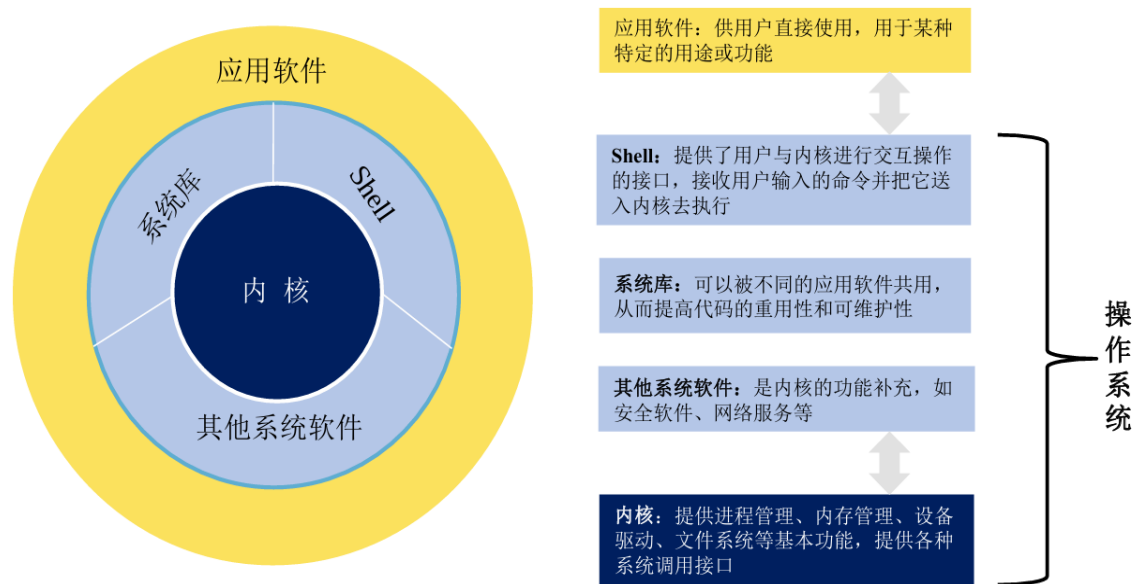 应用软件
系统库
Shell
内 核
其他系统软件
应用软件：供用户直接使用，用于某种
特定的用途或功能
Shell：提供了用户与内核进行交互操作
的接口，接收用户输入的命令并把它送
入内核去执行
系统库：可以被不同的应用软件共用，
从而提高代码的重用性和可维护性
其他系统软件：是内核的功能补充，如
安全软件、网络服务等
内核：提供进程管理、内存管理、设备
驱动、文件系统等基本功能，提供各种
系统调用接口
操作系统